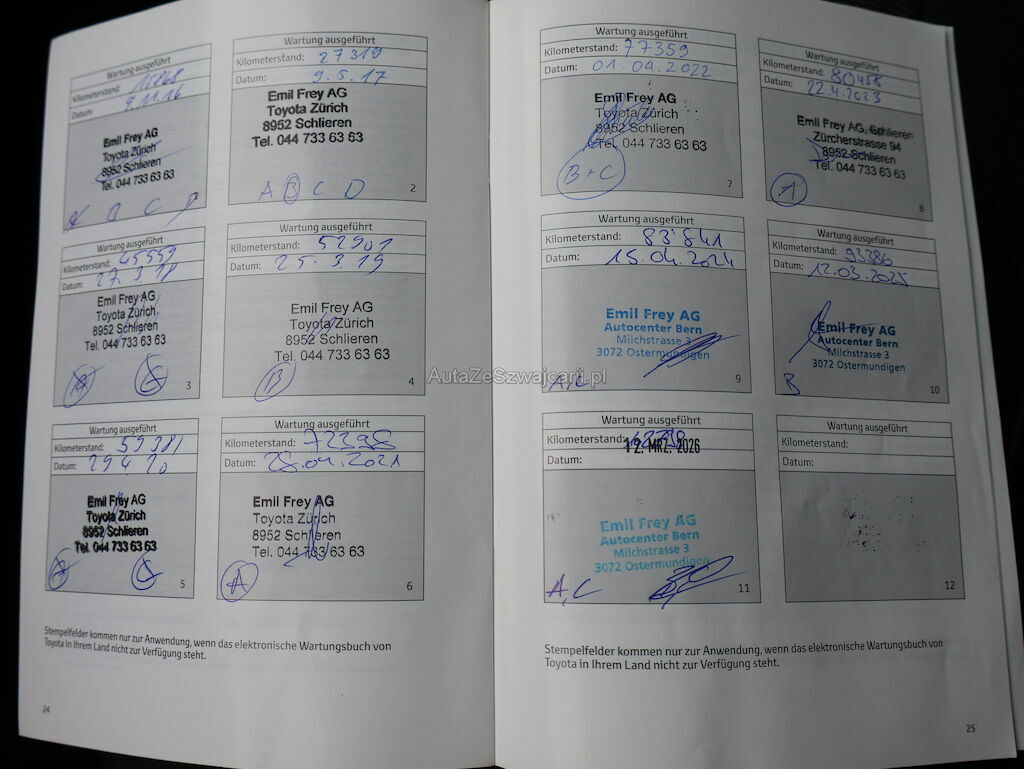 Wartung ausgeführt
Kilometerstand:
Datum: 9.11.16
Emil Frey AG
Toyota Zürich
8952 Schlieren
Tel. 044 733 63 63
B C
Wartung ausgeführt
Kilometerstand: 27319
Datum: 9.5.17
Emil Frey AG
Toyota Zürich
8952 Schlieren
Tel. 044 733 63 63
A B C D
2
Wartung ausgeführt
Kilometerstand: 45559
27.3.18
Emil Frey AG
Toyota Zürich
8952 Schlieren
Tel. 044 733 63 63
3
Wartung ausgeführt
Kilometerstand: 52901
Datum: 25.3.19
Emil Frey AG
Toyota Zürich
8952 Schlieren
Tel. 044 733 63 63
B
4
Wartung ausgeführt
Kilometerstand: 59381
Datum: 29 4 20
Emil Frey AG
Toyota Zürich
8952 Schlieren
Tel. 044 733 63 63
5
Wartung ausgeführt
Kilometerstand: 72298
Datum: 28.04.2021
Emil Frey AG
Toyota Zürich
8952 Schlieren
Tel. 044 733 63 63
A
6
Stempelfelder kommen nur zur Anwendung, wenn das elektronische Wartungsbuch von
Toyota in Ihrem Land nicht zur Verfügung steht.
24
Wartung ausgeführt
Kilometerstand: 77359
Datum: 01.04.2022
Emil Frey AG
Toyota Zürich
8952 Schlieren
Tel. 044 733 63 63
B + C
7
Wartung ausgeführt
Kilometerstand: 80458
Datum: 22.4.2023
Emil Frey AG, Schlieren
Zürcherstrasse 94
8952 Schlieren
Tel. 044 733 63 63
A
8
Wartung ausgeführt
Kilometerstand: 83'841
Datum: 15.04.2024
Emil Frey AG
Autocenter Bern
Milchstrasse 3
3072 Ostermundigen
A, C
9
Wartung ausgeführt
Kilometerstand: 93386
Datum: 12.03.2025
Emil Frey AG
Autocenter Bern
Milchstrasse 3
3072 Ostermundigen
B
10
Wartung ausgeführt
Kilometerstand:
12. MRZ. 2026
Datum:
Emil Frey AG
Autocenter Bern
Milchstrasse 3
3072 Ostermundigen
A, C
11
Wartung ausgeführt
Kilometerstand:
Datum:
12
Stempelfelder kommen nur zur Anwendung, wenn das elektronische Wartungsbuch von
Toyota in Ihrem Land nicht zur Verfügung steht.
25
AutaZeSzwajcarii.pl